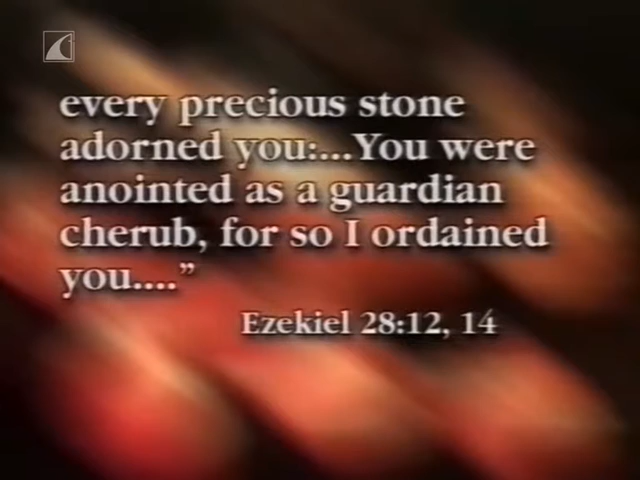 every precious stone
adorned you:...You were
anointed as a guardian
cherub, for so I ordained
you...."
Ezekiel 28:12, 14